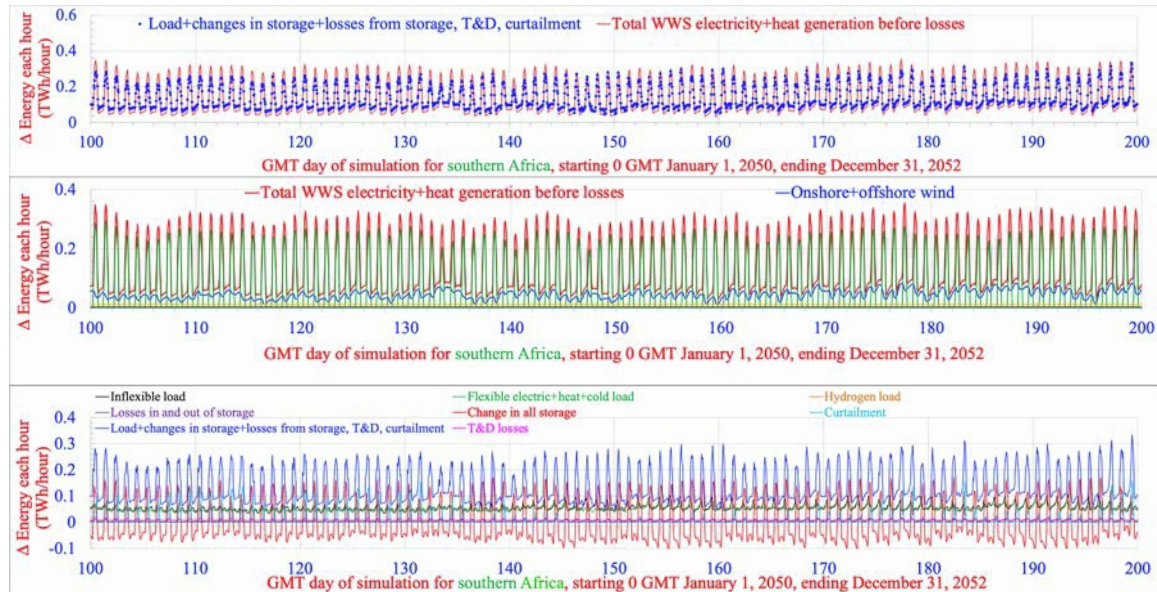 Load+changes in storage+losses from storage, T&D, curtailment Total WWS electricity+heat generation before losses
0.6
0.4
0.2
0
Δ Energy each hour
(TWh/hour)
100 110 120 130 140 150 160 170 180 190 200
GMT day of simulation for southern Africa, starting 0 GMT January 1, 2050, ending December 31, 2052
Total WWS electricity+heat generation before losses Onshore+offshore wind
0.4
0.2
0
Δ Energy each hour
(TWh/hour)
100 110 120 130 140 150 160 170 180 190 200
GMT day of simulation for southern Africa, starting 0 GMT January 1, 2050, ending December 31, 2052
Inflexible load Flexible electric+heat+cold load Hydrogen load
Losses in and out of storage Change in all storage Curtailment
Load+changes in storage+losses from storage, T&D, curtailment T&D losses
0.4
0.3
0.2
0.1
0
-0.1
Δ Energy each hour
(TWh/hour)
100 110 120 130 140 150 160 170 180 190 200
GMT day of simulation for southern Africa, starting 0 GMT January 1, 2050, ending December 31, 2052